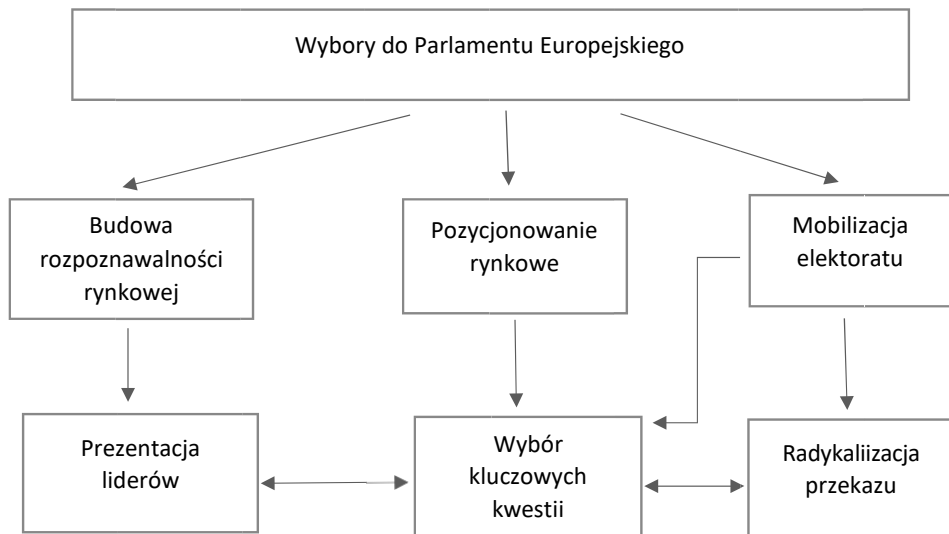 Wybory do Parlamentu Europejskiego
Budowa
rozpoznawalności
rynkowej
Pozycjonowanie
rynkowe
Mobilizacja
elektoratu
Prezentacja
liderów
Wybór
kluczowych
kwestii
Radykaliizacja
przekazu